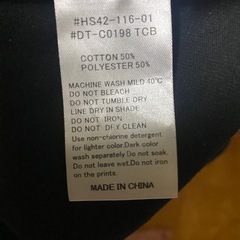 #HS42-116-01
#DT-C0198 TCB
COTTON 50%
POLYESTER 50%
MACHINE WASH MILD 40°C
DO NOT BLEACH
DO NOT TUMBLE DRY
LINE DRY IN SHADE
DO NOT IRON
DO NOT DRY CLEAN
Use non-chlorine detergent
for lighter color.Dark color
wash separately Do not soak.
Do not leave wet.Do not iron
on the prints.
MADE IN CHINA